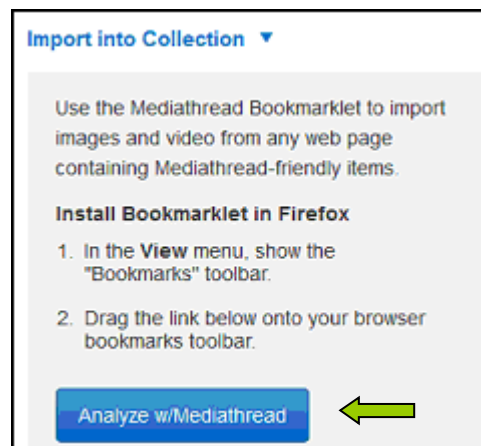 Import into Collection ▼
Use the Mediathread Bookmarklet to import
images and video from any web page
containing Mediathread-friendly items.
Install Bookmarklet in Firefox
1. In the View menu, show the
"Bookmarks" toolbar.
2. Drag the link below onto your browser
bookmarks toolbar.
Analyze w/Mediathread